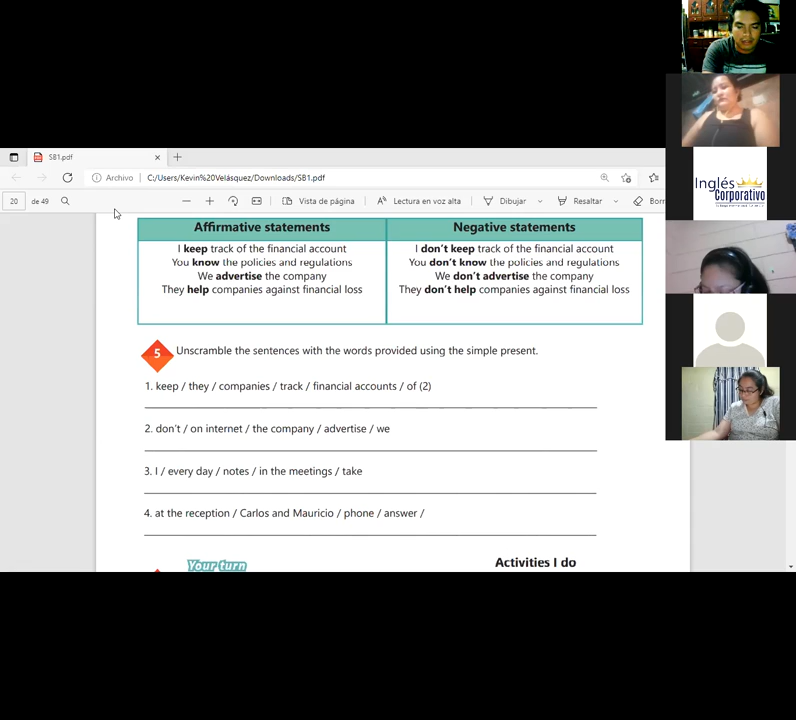 SB1.pdf
Archivo C:/Users/Kevin%20Velásquez/Downloads/SB1.pdf
20 de 49 Vista de página Lectura en voz alta Dibujar Resaltar Borr
Affirmative statements Negative statements
I keep track of the financial account I don't keep track of the financial account
You know the policies and regulations You don't know the policies and regulations
We advertise the company We don't advertise the company
They help companies against financial loss They don't help companies against financial loss
5 Unscramble the sentences with the words provided using the simple present.
1. keep / they / companies / track / financial accounts / of (2)
2. don't / on internet / the company / advertise / we
3. I / every day / notes / in the meetings / take
4. at the reception / Carlos and Mauricio / phone / answer /
Your turn Activities I do
Inglés
Corporativo